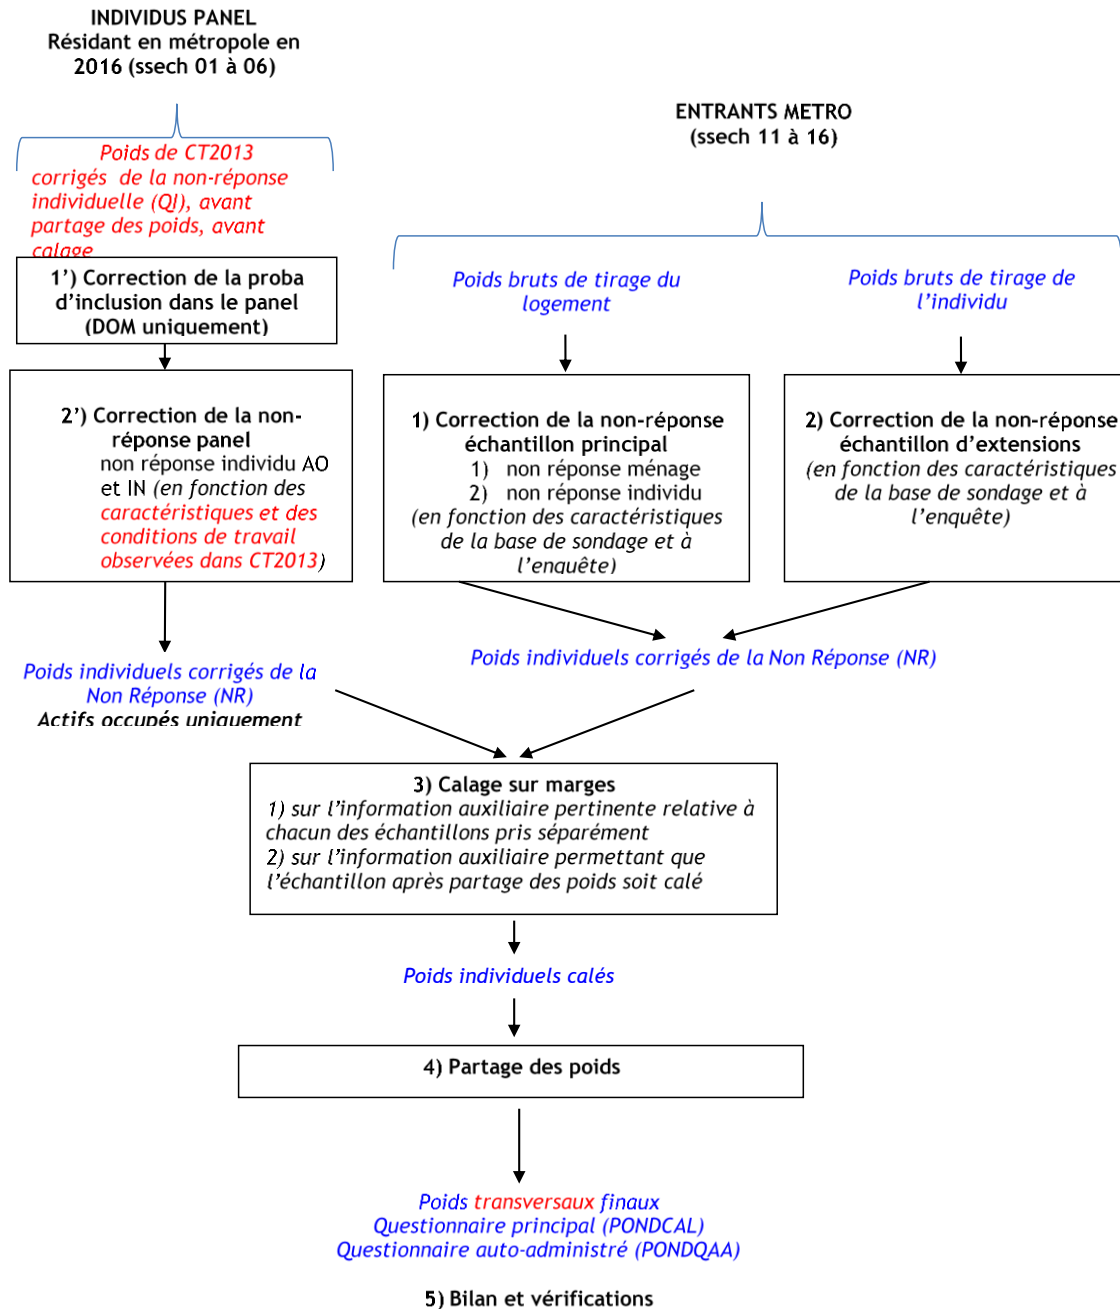 INDIVIDUS PANEL
Résidant en métropole en
2016 (ssech 01 à 06)
ENTRANTS METRO
(ssech 11 à 16)
Poids de CT2013
corrigés de la non-réponse
individuelle (QI), avant
partage des poids, avant
calage
Poids bruts de tirage du
logement
Poids bruts de tirage de
l'individu
1') Correction de la proba
d'inclusion dans le panel
(DOM uniquement)
2') Correction de la non-
réponse panel
non réponse individu AO
et IN (en fonction des
caractéristiques et des
conditions de travail
observées dans CT2013)
1) Correction de la non-réponse
échantillon principal
1) non réponse ménage
2) non réponse individu
(en fonction des caractéristiques
de la base de sondage et à
l'enquête)
2) Correction de la non-réponse
échantillon d'extensions
(en fonction des caractéristiques
de la base de sondage et à
l'enquête)
Poids individuels corrigés de la
Non Réponse (NR)
Actifs occupés uniquement
Poids individuels corrigés de la Non Réponse (NR)
3) Calage sur marges
1) sur l'information auxiliaire pertinente relative à
chacun des échantillons pris séparément
2) sur l'information auxiliaire permettant que
l'échantillon après partage des poids soit calé
Poids individuels calés
4) Partage des poids
Poids transversaux finaux
Questionnaire principal (PONDCAL)
Questionnaire auto-administré (PONDQAA)
5) Bilan et vérifications